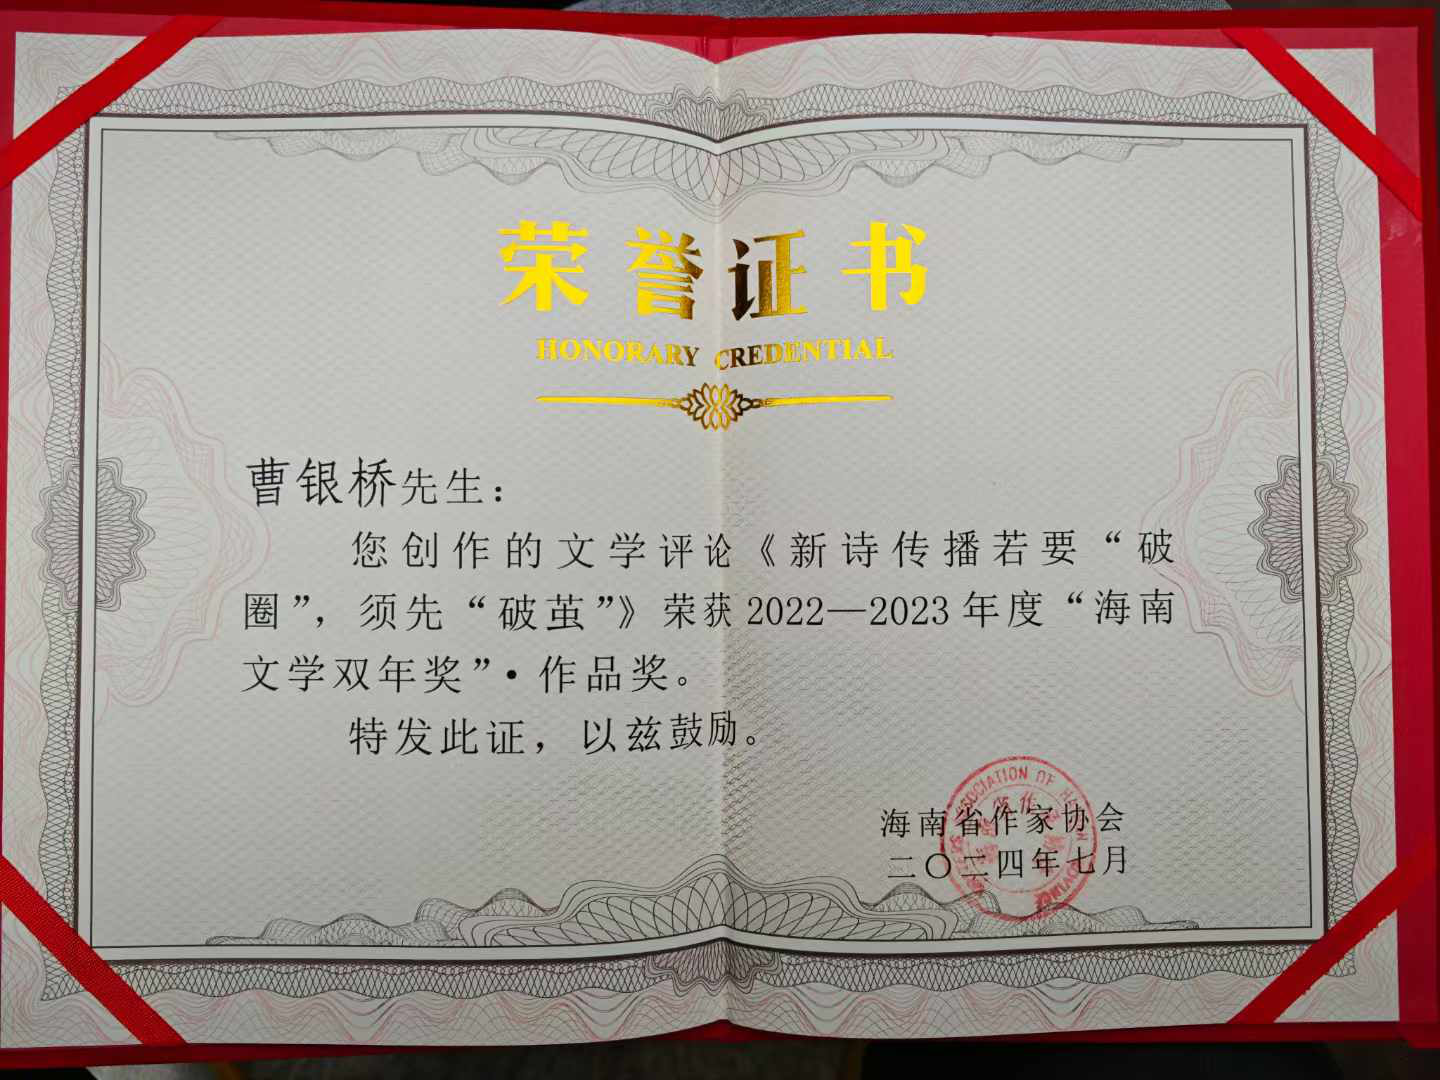 荣誉证书
HONORARY CREDENTIAL
曹银桥先生：
您创作的文学评论《新诗传播若要“破
圈”，须先“破茧”》荣获2022—2023年度“海南
文学双年奖”·作品奖。
特发此证，以兹鼓励。
海南省作家协会
二〇二四年七月